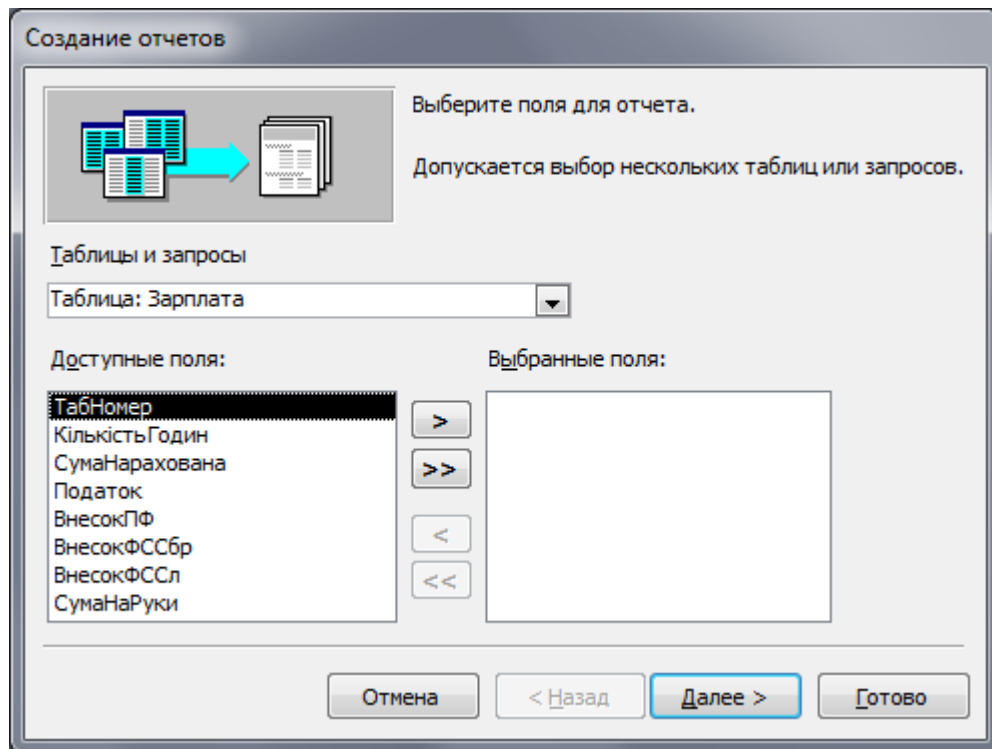 Создание отчетов
Выберите поля для отчета.
Допускается выбор нескольких таблиц или запросов.
Таблицы и запросы
Таблица: Зарплата
Доступные поля:
Выбранные поля:
ТабНомер
КількістьГодин
СумаНарахована
Податок
ВнесокПФ
ВнесокФССбр
ВнесокФССл
СумаНаРуки
>
>>
<
<<
Отмена
< Назад
Далее >
Готово